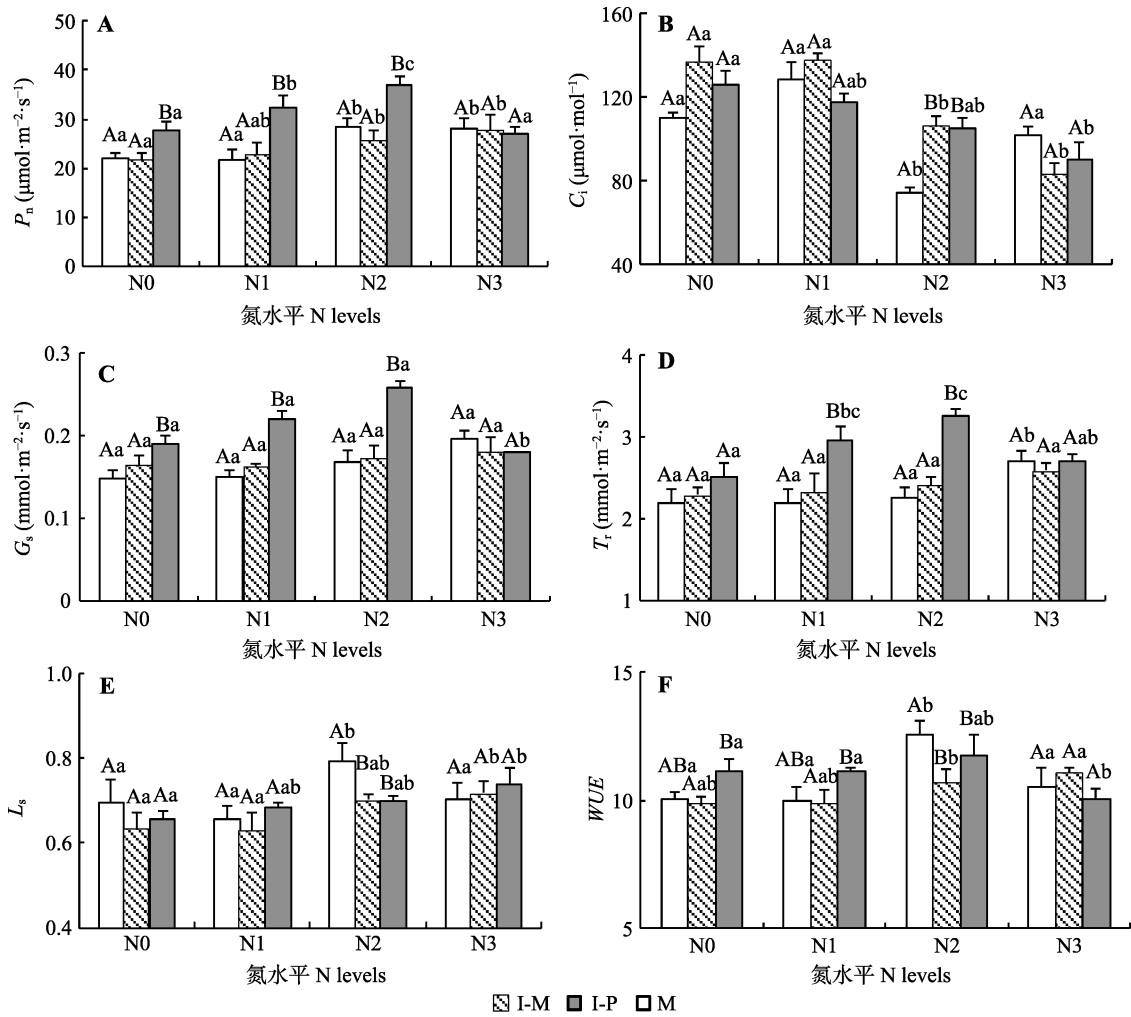 A
50
40
30
20
10
0
Pn (μmol·m⁻²·s⁻¹)
Aa Aa Ba
Aa Aab Bb
Ab Ab Bc
Ab Ab Aa
N0 N1 N2 N3
氮水平 N levels
B
160
120
80
40
Ci (μmol·mol⁻¹)
Aa Aa Aa
Aa Aa Aab
Ab Bb Bab
Aa Ab Ab
N0 N1 N2 N3
氮水平 N levels
C
0.3
0.2
0.1
0
Gs (mmol·m⁻²·s⁻¹)
Aa Aa Ba
Aa Aa Ba
Aa Aa Ba
Aa Aa Ab
N0 N1 N2 N3
氮水平 N levels
D
4
3
2
1
Tr (mmol·m⁻²·s⁻¹)
Aa Aa Aa
Aa Aa Bbc
Aa Aa Bc
Ab Aa Aab
N0 N1 N2 N3
氮水平 N levels
E
1.0
0.8
0.6
0.4
Ls
Aa Aa Aa
Aa Aa Aab
Ab Bab Bab
Aa Ab Ab
N0 N1 N2 N3
氮水平 N levels
F
15
10
5
WUE
ABa Aab Ba
ABa Aab Ba
Ab Bb Bab
Aa Aa Ab
N0 N1 N2 N3
氮水平 N levels
I-M I-P M